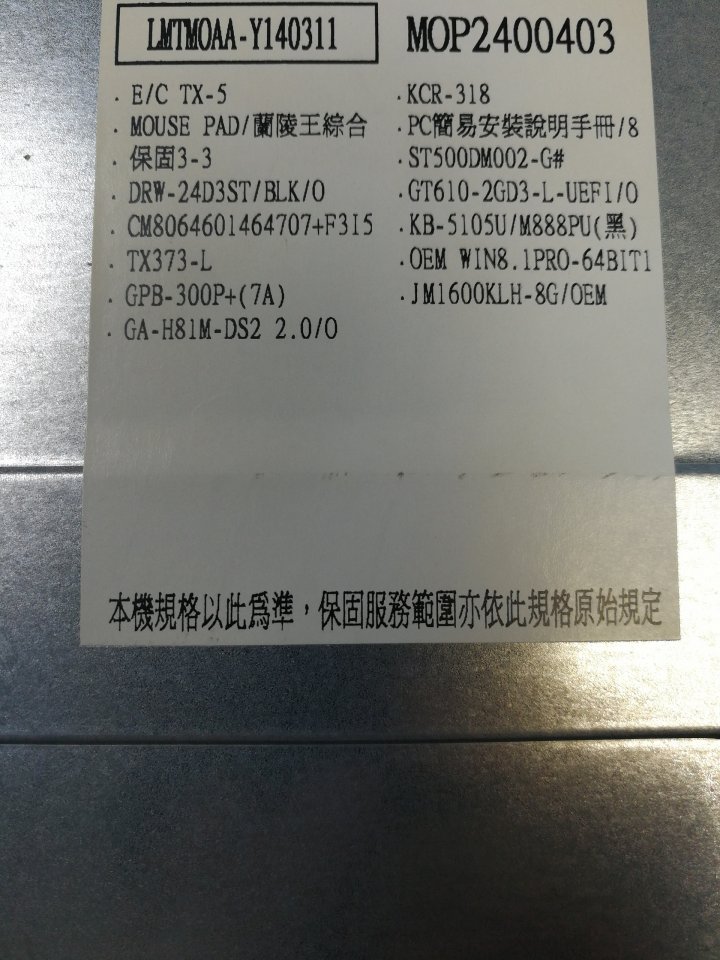 LMTMOAA-Y140311
MOP2400403
· E/C TX-5
· MOUSE PAD/蘭陵王綜合
· 保固3-3
· DRW-24D3ST/BLK/O
· CM8064601464707+F3I5
· TX373-L
· GPB-300P+(7A)
· GA-H81M-DS2 2.0/O
· KCR-318
· PC簡易安裝說明手冊/8
· ST500DM002-G#
· GT610-2GD3-L-UEFI/O
· KB-5105U/M888PU(黑)
· OEM WIN8.1PRO-64BIT1
· JM1600KLH-8G/OEM
本機規格以此為準，保固服務範圍亦依此規格原始規定